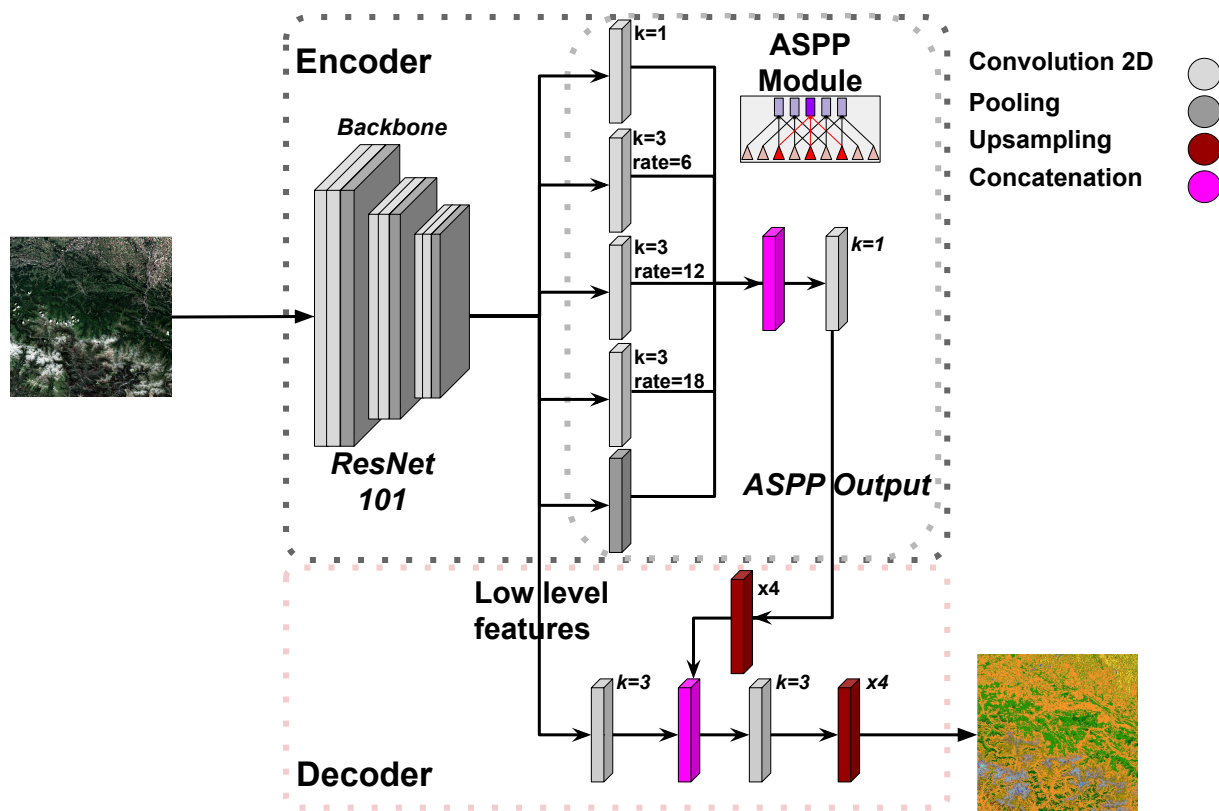 Encoder
Backbone
ResNet
101
k=1
k=3
rate=6
k=3
rate=12
k=3
rate=18
ASPP
Module
k=1
ASPP Output
Convolution 2D
Pooling
Upsampling
Concatenation
Low level
features
x4
k=3
k=3
x4
Decoder